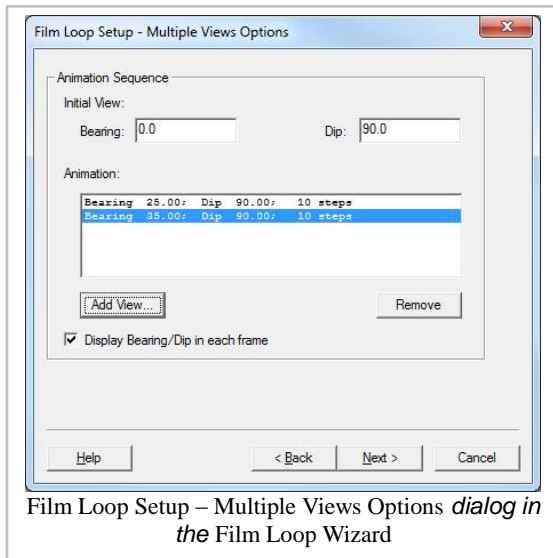 Film Loop Setup - Multiple Views Options
Animation Sequence
Initial View:
Bearing: 0.0 Dip: 90.0
Animation:
Bearing 25.00; Dip 90.00; 10 steps
Bearing 35.00; Dip 90.00; 10 steps
Add View... Remove
Display Bearing/Dip in each frame
Help < Back Next > Cancel
Film Loop Setup – Multiple Views Options dialog in
the Film Loop Wizard